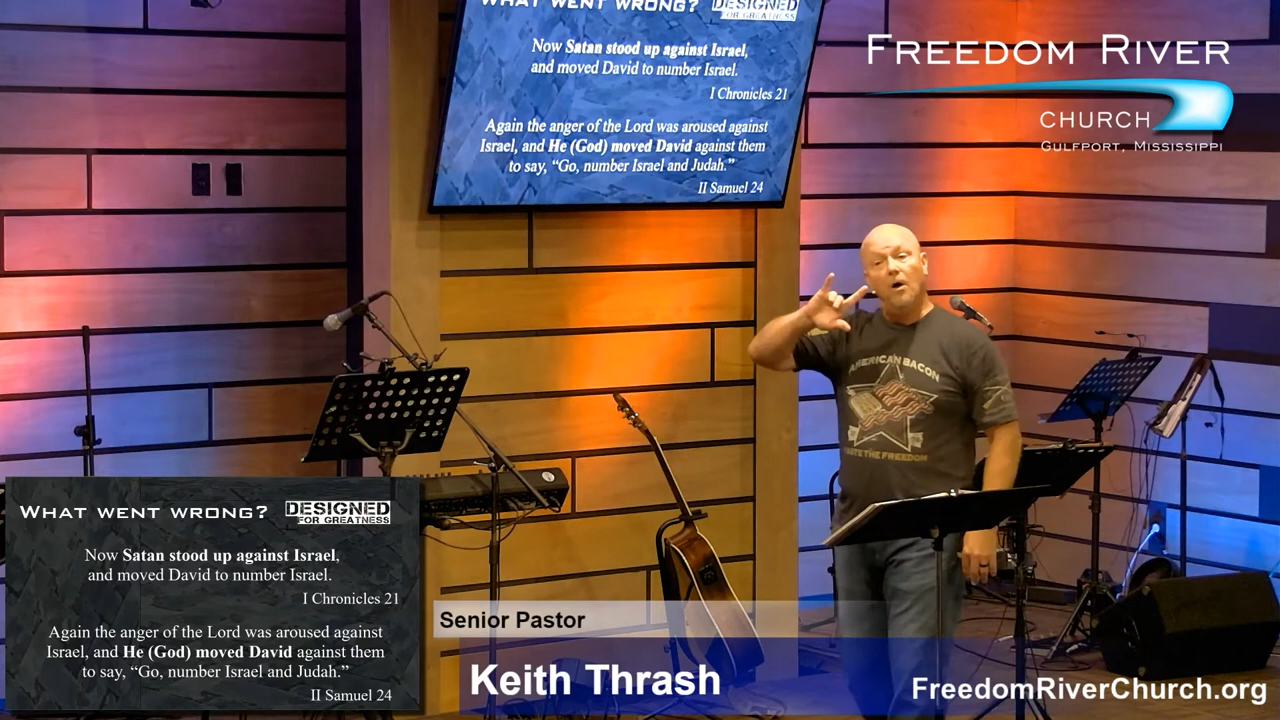 WHAT WENT WRONG?
DESIGNED
FOR GREATNESS
Now Satan stood up against Israel,
and moved David to number Israel.
I Chronicles 21
Again the anger of the Lord was aroused against
Israel, and He (God) moved David against them
to say, “Go, number Israel and Judah.”
II Samuel 24
FREEDOM RIVER
CHURCH
GULFPORT, MISSISSIPPI
AMERICAN BACON
TASTE THE FREEDOM
WHAT WENT WRONG?
DESIGNED
FOR GREATNESS
Now Satan stood up against Israel,
and moved David to number Israel.
I Chronicles 21
Again the anger of the Lord was aroused against
Israel, and He (God) moved David against them
to say, “Go, number Israel and Judah.”
II Samuel 24
Senior Pastor
Keith Thrash
FreedomRiverChurch.org